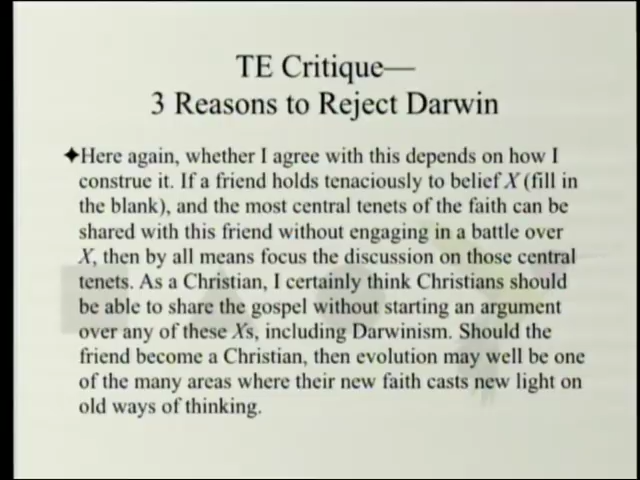 TE Critique—
3 Reasons to Reject Darwin
✦Here again, whether I agree with this depends on how I
construe it. If a friend holds tenaciously to belief X (fill in
the blank), and the most central tenets of the faith can be
shared with this friend without engaging in a battle over
X, then by all means focus the discussion on those central
tenets. As a Christian, I certainly think Christians should
be able to share the gospel without starting an argument
over any of these Xs, including Darwinism. Should the
friend become a Christian, then evolution may well be one
of the many areas where their new faith casts new light on
old ways of thinking.